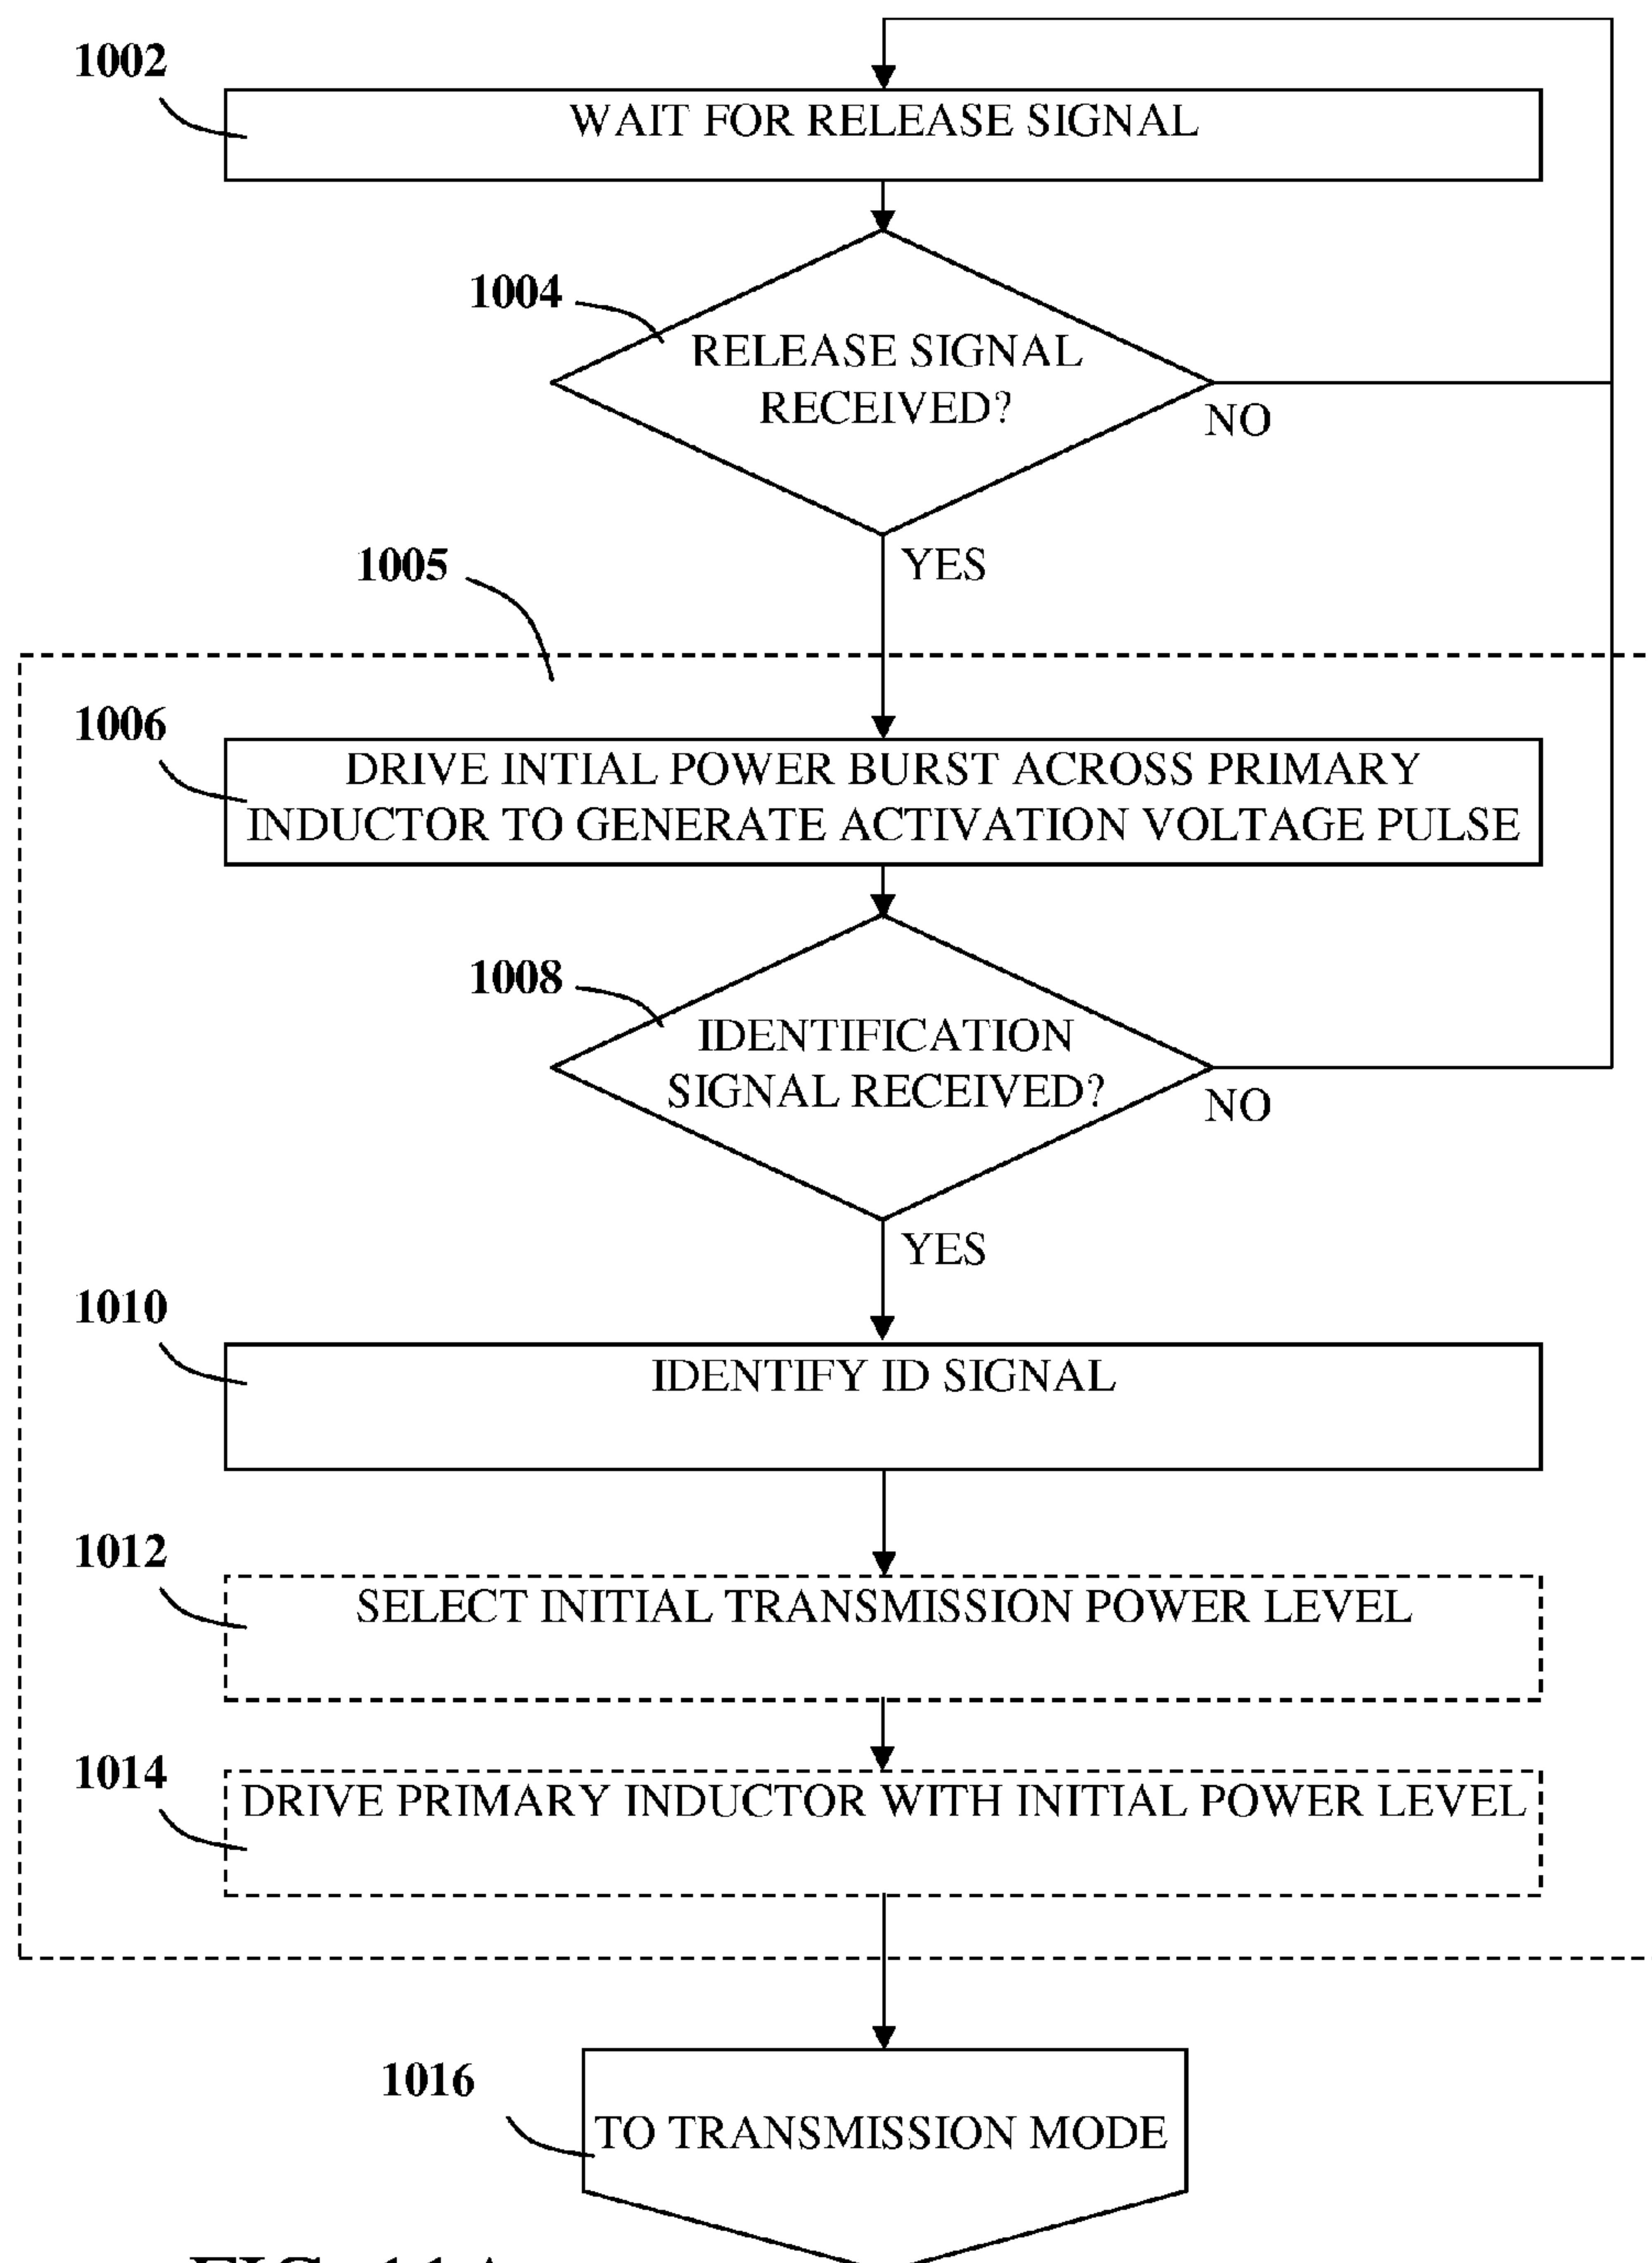 1002
WAIT FOR RELEASE SIGNAL
1004
RELEASE SIGNAL
RECEIVED?
NO
YES
1005
1006
DRIVE INTIAL POWER BURST ACROSS PRIMARY
INDUCTOR TO GENERATE ACTIVATION VOLTAGE PULSE
1008
IDENTIFICATION
SIGNAL RECEIVED?
NO
YES
1010
IDENTIFY ID SIGNAL
1012
SELECT INITIAL TRANSMISSION POWER LEVEL
1014
DRIVE PRIMARY INDUCTOR WITH INITIAL POWER LEVEL
1016
TO TRANSMISSION MODE